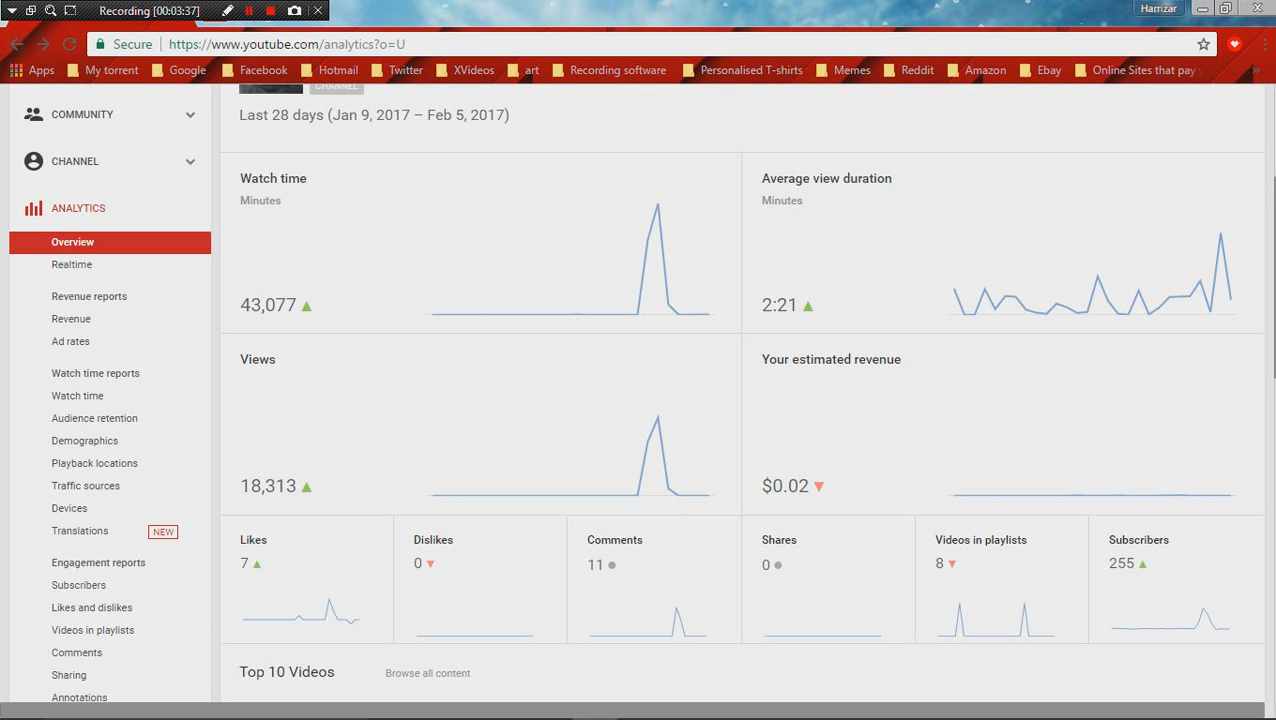 Recording [00:03:37]
Harrizar
Secure https://www.youtube.com/analytics?o=U
Apps My torrent Google Facebook Hotmail Twitter XVideos art Recording software Personalised T-shirts Memes Reddit Amazon Ebay Online Sites that pay
CHANNEL
Last 28 days (Jan 9, 2017 – Feb 5, 2017)
COMMUNITY
CHANNEL
ANALYTICS
Overview
Realtime
Revenue reports
Revenue
Ad rates
Watch time reports
Watch time
Audience retention
Demographics
Playback locations
Traffic sources
Devices
Translations NEW
Engagement reports
Subscribers
Likes and dislikes
Videos in playlists
Comments
Sharing
Annotations
Watch time
Minutes
43,077
Average view duration
Minutes
2:21
Views
18,313
Your estimated revenue
$0.02
Likes
7
Dislikes
0
Comments
11
Shares
0
Videos in playlists
8
Subscribers
255
Top 10 Videos Browse all content